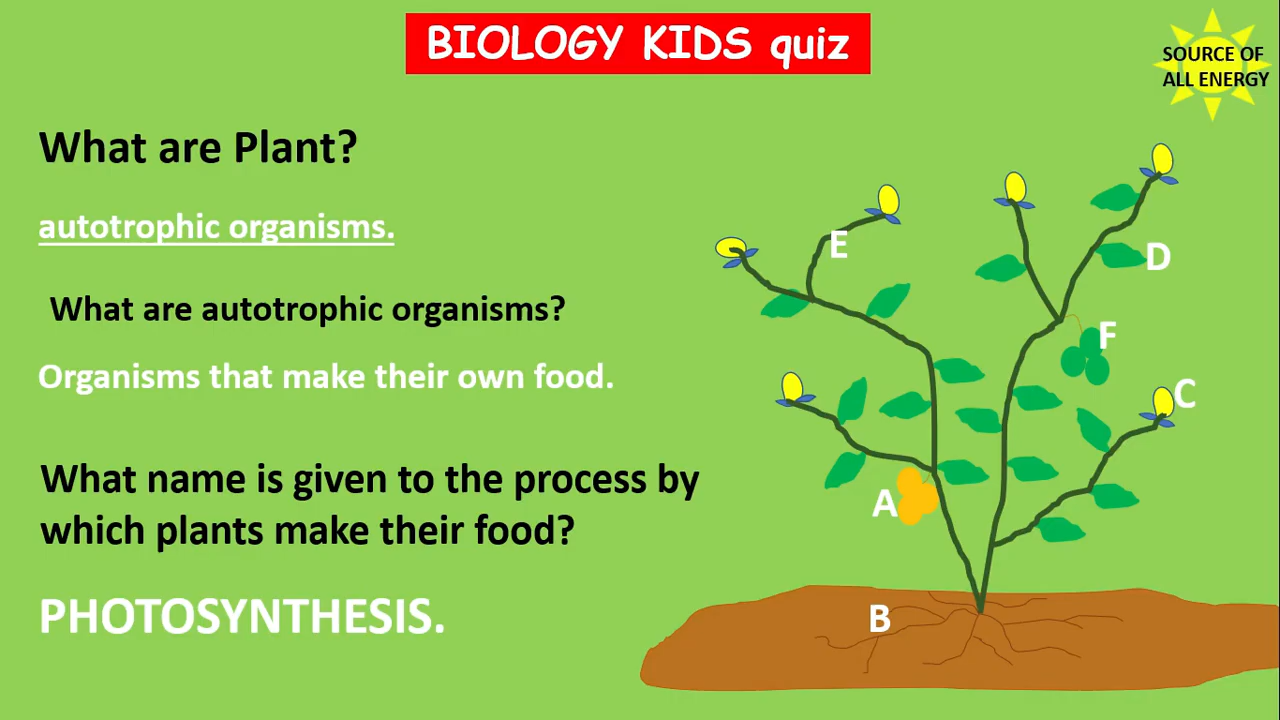 BIOLOGY KIDS quiz
SOURCE OF
ALL ENERGY
What are Plant?
autotrophic organisms.
What are autotrophic organisms?
Organisms that make their own food.
What name is given to the process by
which plants make their food?
PHOTOSYNTHESIS.
E
D
F
C
A
B